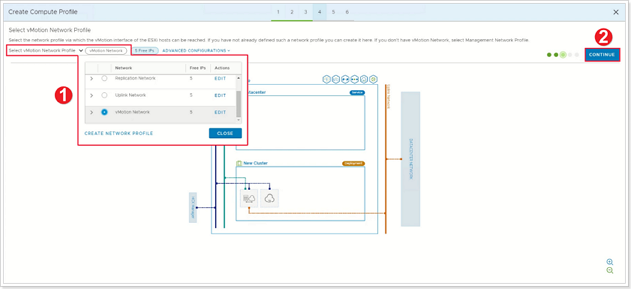 Create Compute Profile
1 2 3 4 5 6
Select vMotion Network Profile
Select the network profile via which the vMotion interface of the ESXi hosts can be reached. If you have not already defined such a network profile you can create it here. If you don't have vMotion Network, select Management Network Profile.
Select vMotion Network Profile
vMotion Network
5 Free IPs
ADVANCED CONFIGURATIONS
2
CONTINUE
1
Network Free IPs Actions
Replication Network 5 EDIT
Uplink Network 5 EDIT
vMotion Network 5 EDIT
CREATE NETWORK PROFILE
CLOSE
New Cluster